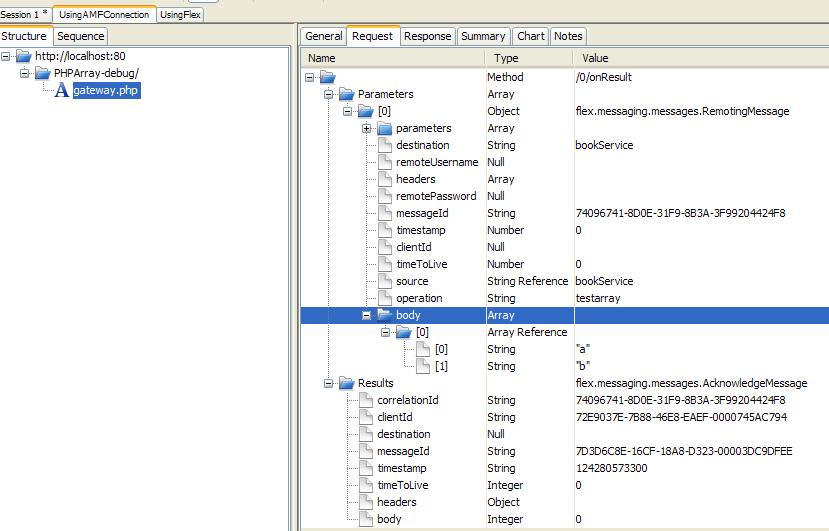 Session 1 * UsingAMFConnection UsingFlex
Structure Sequence
http://localhost:80
PHPArray-debug/
gateway.php
General Request Response Summary Chart Notes
Name Type Value
Method /0/onResult
Parameters Array
[0] Object flex.messaging.messages.RemotingMessage
parameters Array
destination String bookService
remoteUsername Null
headers Array
remotePassword Null
messageId String 74096741-8D0E-31F9-8B3A-3F99204424F8
timestamp Number 0
clientId Null
timeToLive Number 0
source String Reference bookService
operation String testarray
body Array
[0] Array Reference
[0] String "a"
[1] String "b"
Results flex.messaging.messages.AcknowledgeMessage
correlationId String 74096741-8D0E-31F9-8B3A-3F99204424F8
clientId String 72E9037E-7B88-46E8-EAEF-0000745AC794
destination Null
messageId String 7D3D6C8E-16CF-18A8-D323-00003DC9DFEE
timestamp String 124280573300
timeToLive Integer 0
headers Object
body Integer 0